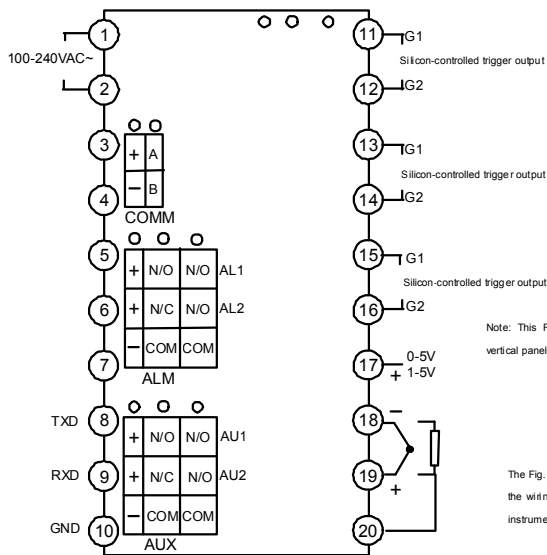 1
100-240VAC~
2
3
+ A
4
− B
COMM
5
+ N/O N/O AL1
6
+ N/C N/O AL2
7
− COM COM
ALM
TXD 8
+ N/O N/O AU1
RXD 9
+ N/C N/O AU2
GND 10
− COM COM
AUX
11 G1
Silicon-controlled trigger output
12 G2
13 G1
Silicon-controlled trigger output
14 G2
15 G1
Silicon-controlled trigger output
16 G2
Note: This
vertical panel
17 0-5V
+ 1-5V
18 −
19 +
20
The Fig.
the